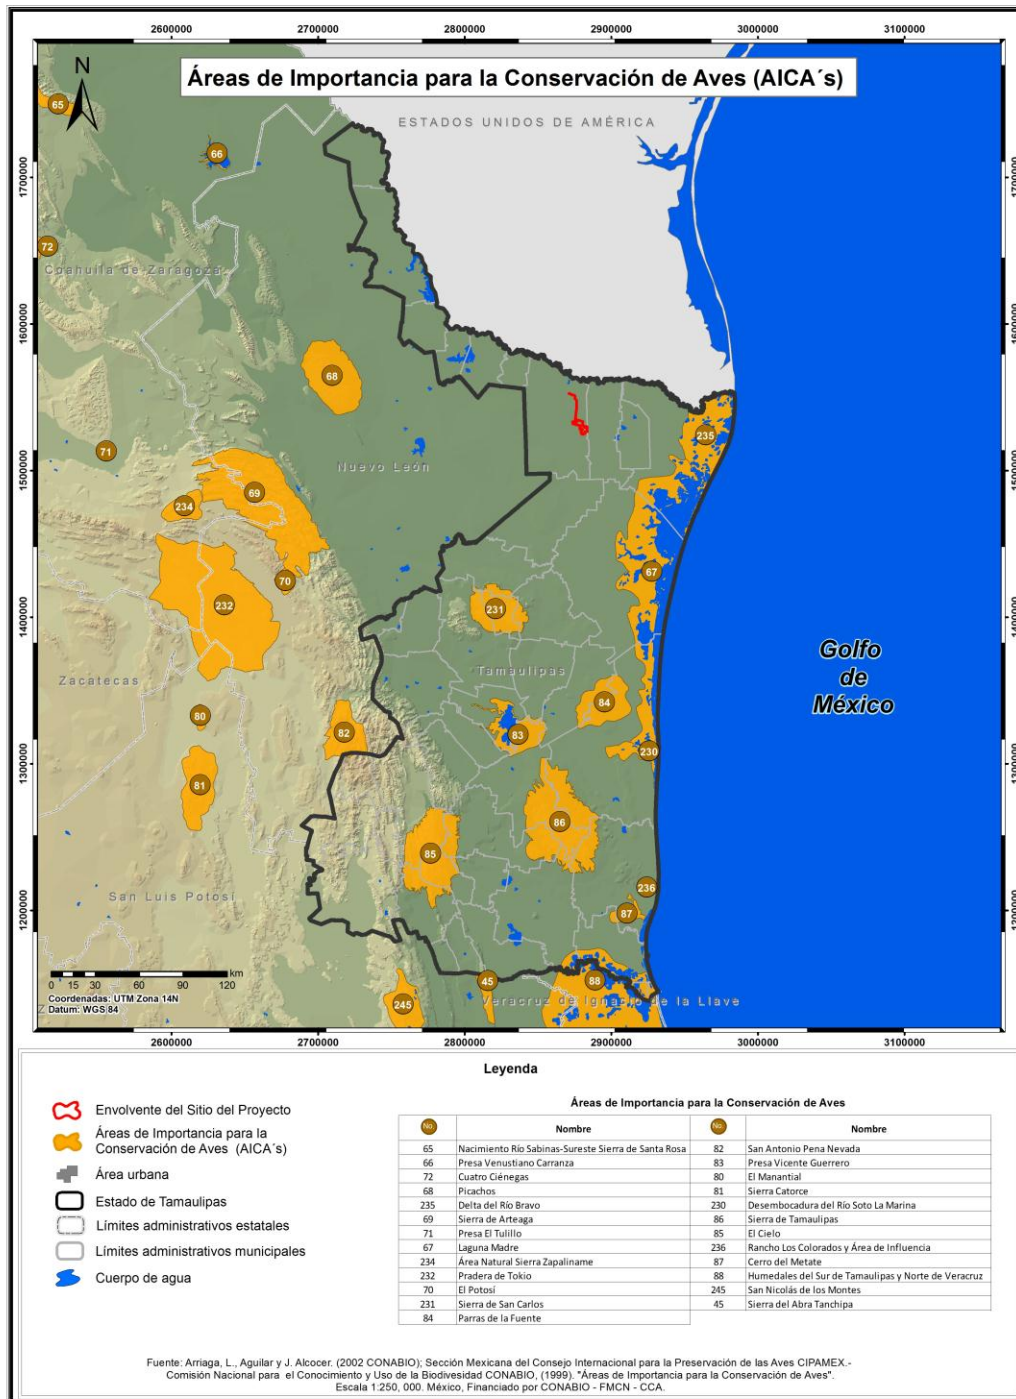 2600000 2700000 2800000 2900000 3000000 3100000
Áreas de Importancia para la Conservación de Aves (AICA´s)
N
ESTADOS UNIDOS DE AMÉRICA
65
66
1700000 1700000
72
Coahuila de Zaragoza
1600000 1600000
68
235
71
Nuevo León
1500000 1500000
69
234
67
70
232
231
1400000 1400000
Golfo
de
México
Tamaulipas
Zacatecas
84
80
82
83
230
1300000 1300000
81
86
85
236
San Luis Potosí
87
1200000 1200000
45
88
245
Veracruz de Ignacio de la Llave
km
0 15 30 60 90 120
Coordenadas: UTM Zona 14N
Datum: WGS 84
2600000 2700000 2800000 2900000 3000000 3100000
Leyenda
Envolvente del Sitio del Proyecto
Áreas de Importancia para la
Conservación de Aves (AICA´s)
Área urbana
Estado de Tamaulipas
Límites administrativos estatales
Límites administrativos municipales
Cuerpo de agua
Áreas de Importancia para la Conservación de Aves
No. Nombre No. Nombre
65 Nacimiento Río Sabinas-Sureste Sierra de Santa Rosa 82 San Antonio Pena Nevada
66 Presa Venustiano Carranza 83 Presa Vicente Guerrero
72 Cuatro Ciénegas 80 El Manantial
68 Picachos 81 Sierra Catorce
235 Delta del Río Bravo 230 Desembocadura del Río Soto La Marina
69 Sierra de Arteaga 86 Sierra de Tamaulipas
71 Presa El Tulillo 85 El Cielo
67 Laguna Madre 236 Rancho Los Colorados y Área de Influencia
234 Área Natural Sierra Zapaliname 87 Cerro del Metate
232 Pradera de Tokio 88 Humedales del Sur de Tamaulipas y Norte de Veracruz
70 El Potosí 245 San Nicolás de los Montes
231 Sierra de San Carlos 45 Sierra del Abra Tanchipa
84 Parras de la Fuente
Fuente: Arriaga, L., Aguilar y J. Alcocer. (2002 CONABIO); Sección Mexicana del Consejo Internacional para la Preservación de las Aves CIPAMEX.-
Comisión Nacional para el Conocimiento y Uso de la Biodivesidad CONABIO, (1999). "Áreas de Importancia para la Conservación de Aves".
Escala 1:250, 000. México, Financiado por CONABIO - FMCN - CCA.